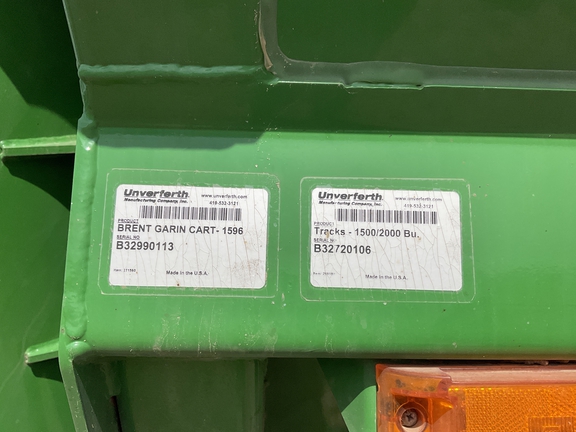 Unverferth
www.unverferth.com
Manufacturing Company, Inc.
419-532-3121
PRODUCT
BRENT GARIN CART- 1596
SERIAL NO
B32990113
Made in the U.S.A.
Unverferth
www.unverferth.com
Manufacturing Company, Inc.
419-532-3121
PRODUCT
Tracks - 1500/2000 Bu.
SERIAL N
B32720106
Made in the U.S.A.